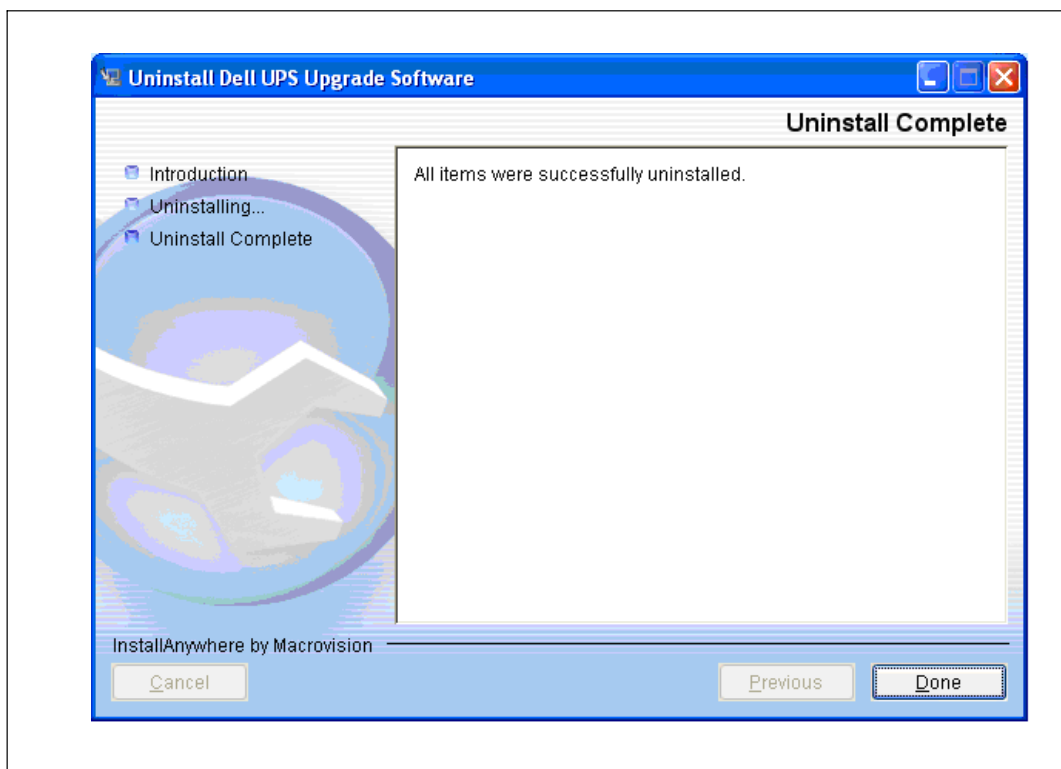 Uninstall Dell UPS Upgrade Software
Uninstall Complete
Introduction
Uninstalling...
Uninstall Complete
All items were successfully uninstalled.
InstallAnywhere by Macrovision
Cancel
Previous
Done